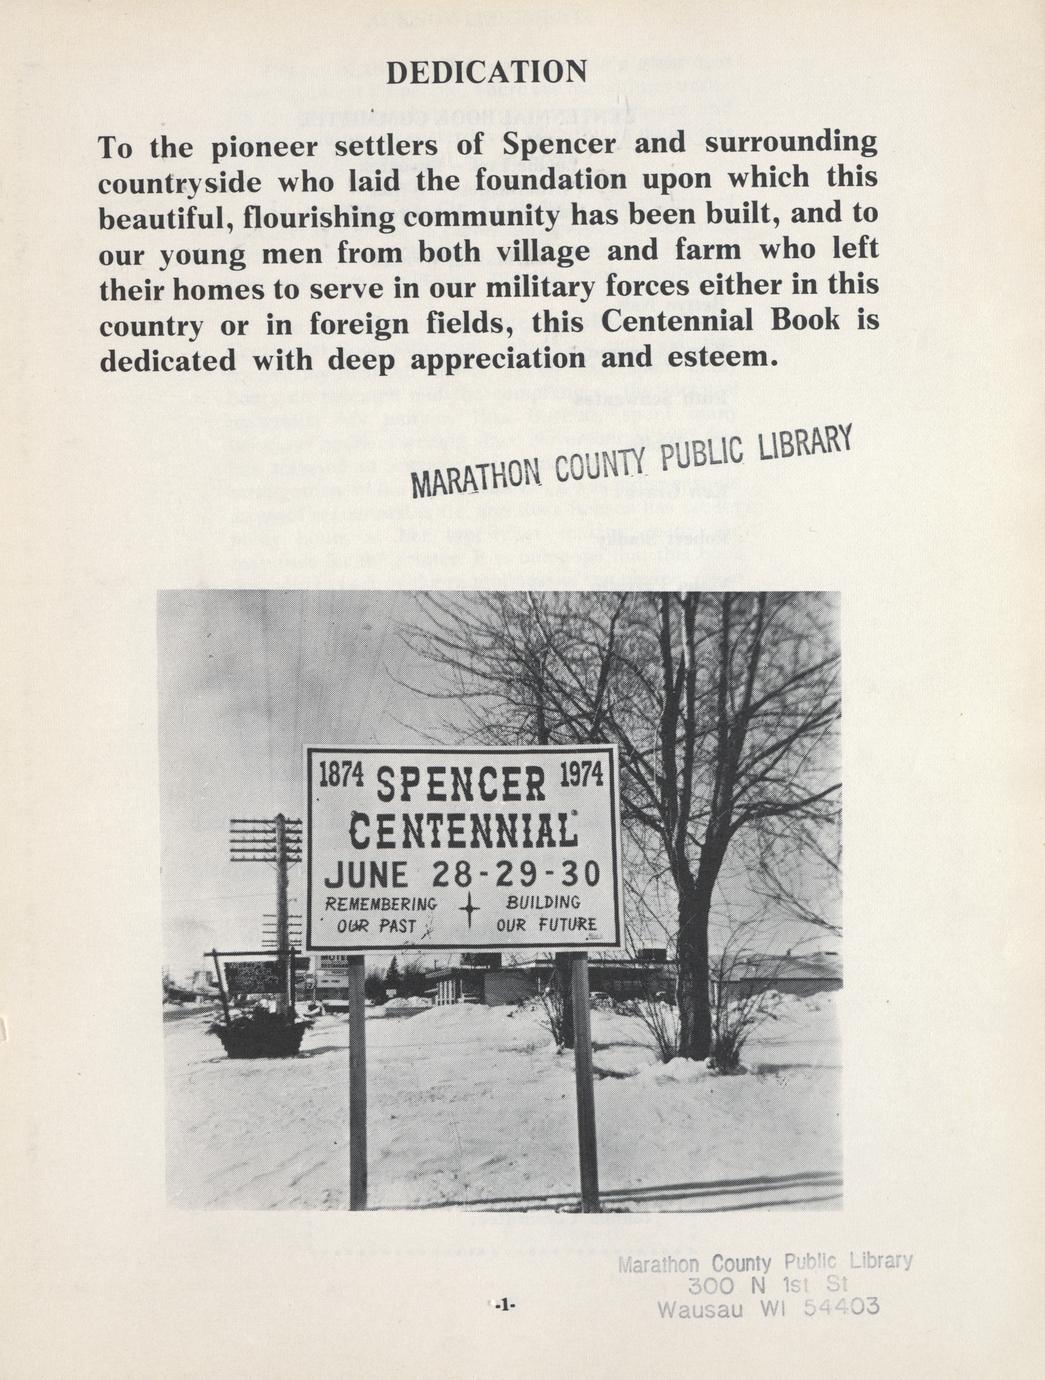 DEDICATION
To the pioneer settlers of Spencer and surrounding
countryside who laid the foundation upon which this
beautiful, flourishing community has been built, and to
our young men from both village and farm who left
their homes to serve in our military forces either in this
country or in foreign fields, this Centennial Book is
dedicated with deep appreciation and esteem.
MARATHON COUNTY PUBLIC LIBRARY
1874 SPENCER 1974
CENTENNIAL
JUNE 28-29-30
REMEMBERING BUILDING
OUR PAST OUR FUTURE
MOTEL
Marathon County Public Library
300 N 1st St
Wausau WI 54403
-1-